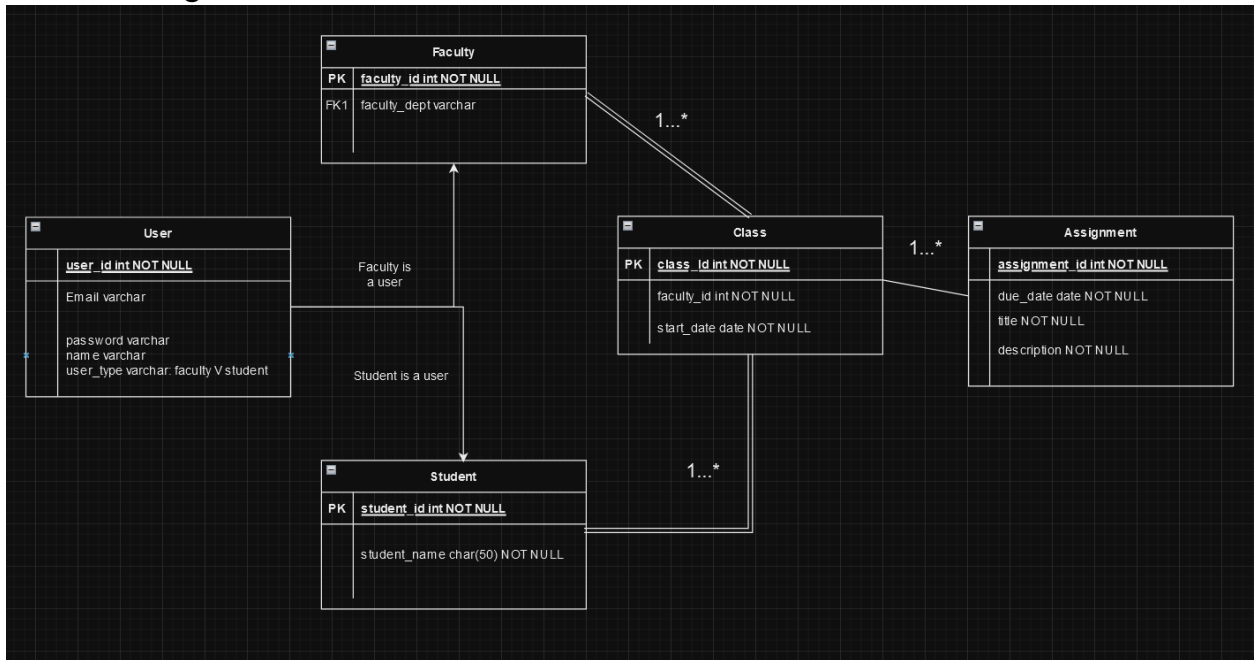 Faculty
PK faculty_id int NOT NULL
FK1 faculty_dept varchar
1...*
User
user_id int NOT NULL
Email varchar
password varchar
name varchar
user_type varchar: faculty V student
Faculty is
a user
Student is a user
Class
PK class_Id int NOT NULL
faculty_id int NOT NULL
start_date date NOT NULL
1...*
Assignment
assignment_id int NOT NULL
due_date date NOT NULL
title NOT NULL
description NOT NULL
Student
PK student_id int NOT NULL
student_name char(50) NOT NULL
1...*